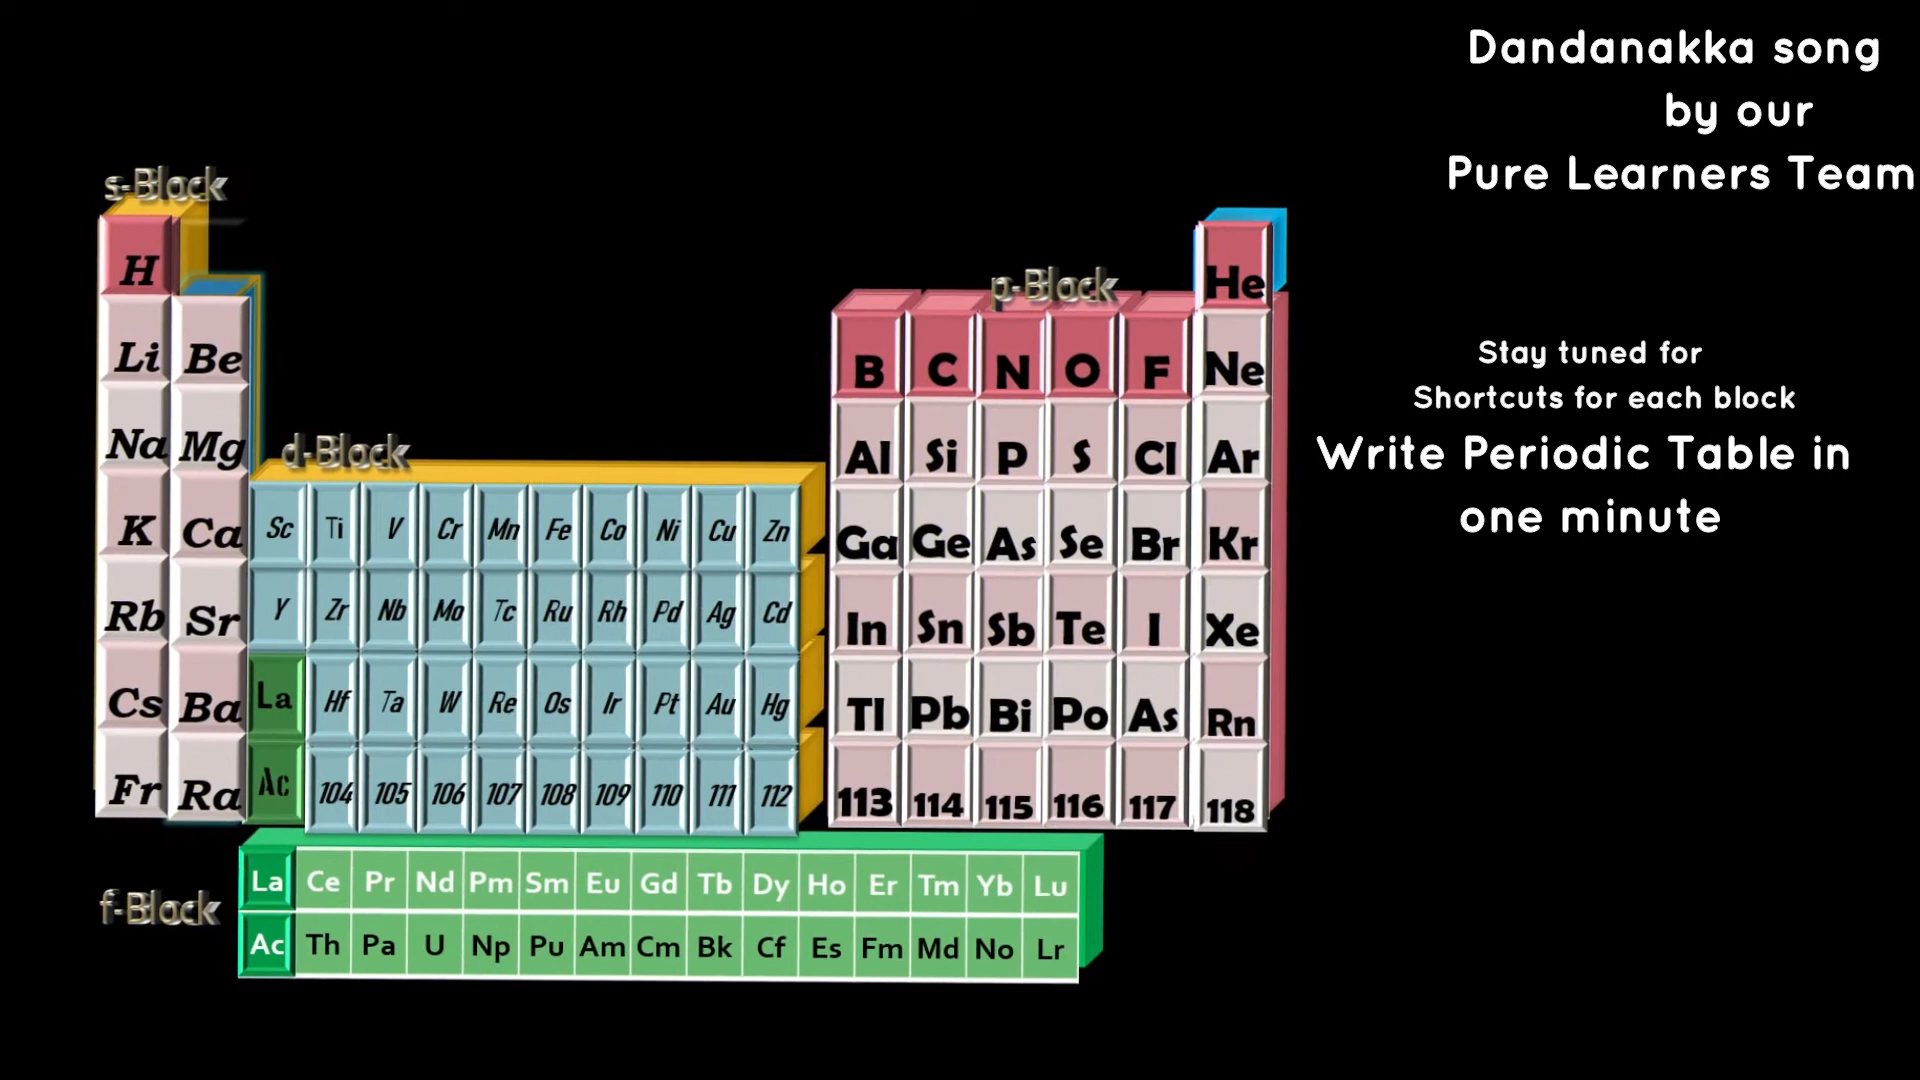 Dandanakka song
by our
Pure Learners Team
s-Block
H
He
p-Block
Li Be
B C N O F Ne
Stay tuned for
Shortcuts for each block
Write Periodic Table in
one minute
Na Mg
Al Si P S Cl Ar
d-Block
K Ca Sc Ti V Cr Mn Fe Co Ni Cu Zn Ga Ge As Se Br Kr
Rb Sr Y Zr Nb Mo Tc Ru Rh Pd Ag Cd In Sn Sb Te I Xe
Cs Ba La Hf Ta W Re Os Ir Pt Au Hg Tl Pb Bi Po As Rn
Fr Ra Ac 104 105 106 107 108 109 110 111 112 113 114 115 116 117 118
f-Block
La Ce Pr Nd Pm Sm Eu Gd Tb Dy Ho Er Tm Yb Lu
Ac Th Pa U Np Pu Am Cm Bk Cf Es Fm Md No Lr